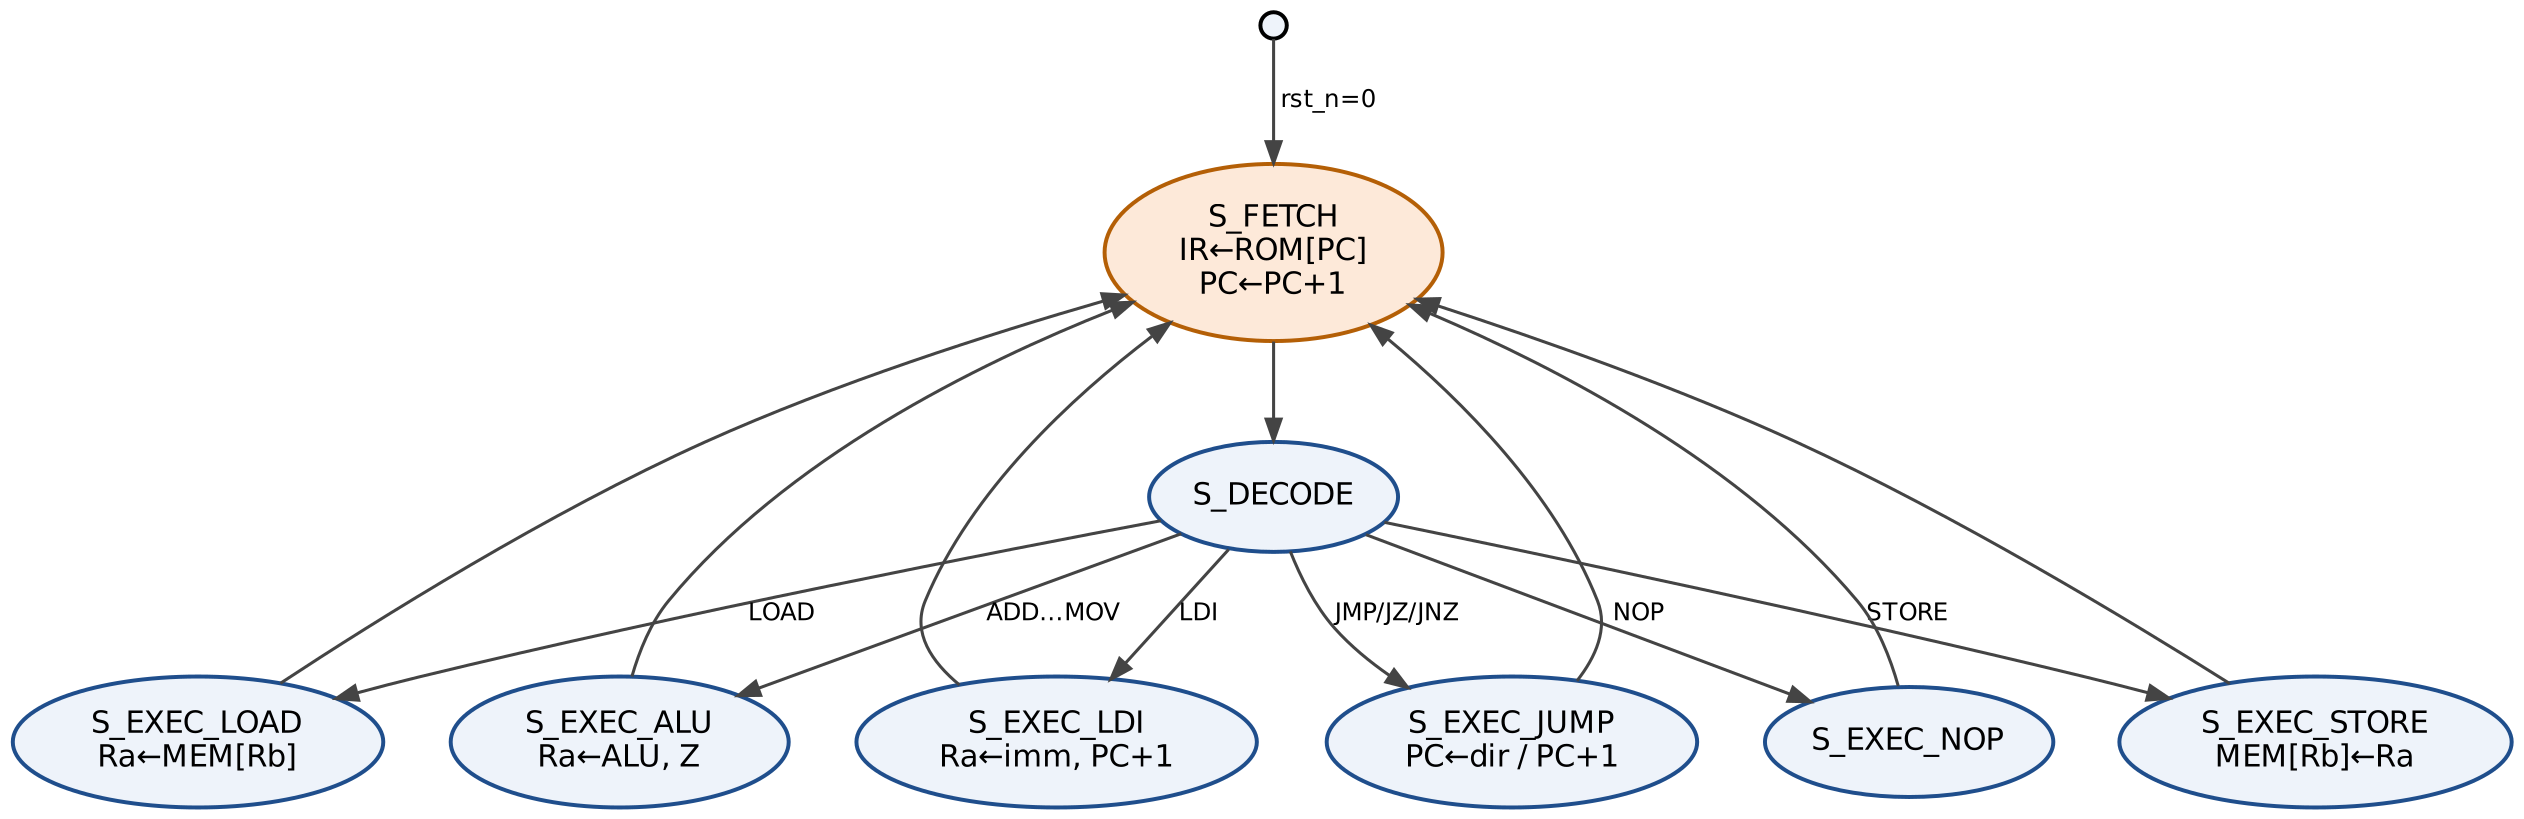 rst_n=0
S_FETCH
IR←ROM[PC]
PC←PC+1
S_DECODE
LOAD
ADD...MOV
LDI
JMP/JZ/JNZ
NOP
STORE
S_EXEC_LOAD
Ra←MEM[Rb]
S_EXEC_ALU
Ra←ALU, Z
S_EXEC_LDI
Ra←imm, PC+1
S_EXEC_JUMP
PC←dir / PC+1
S_EXEC_NOP
S_EXEC_STORE
MEM[Rb]←Ra